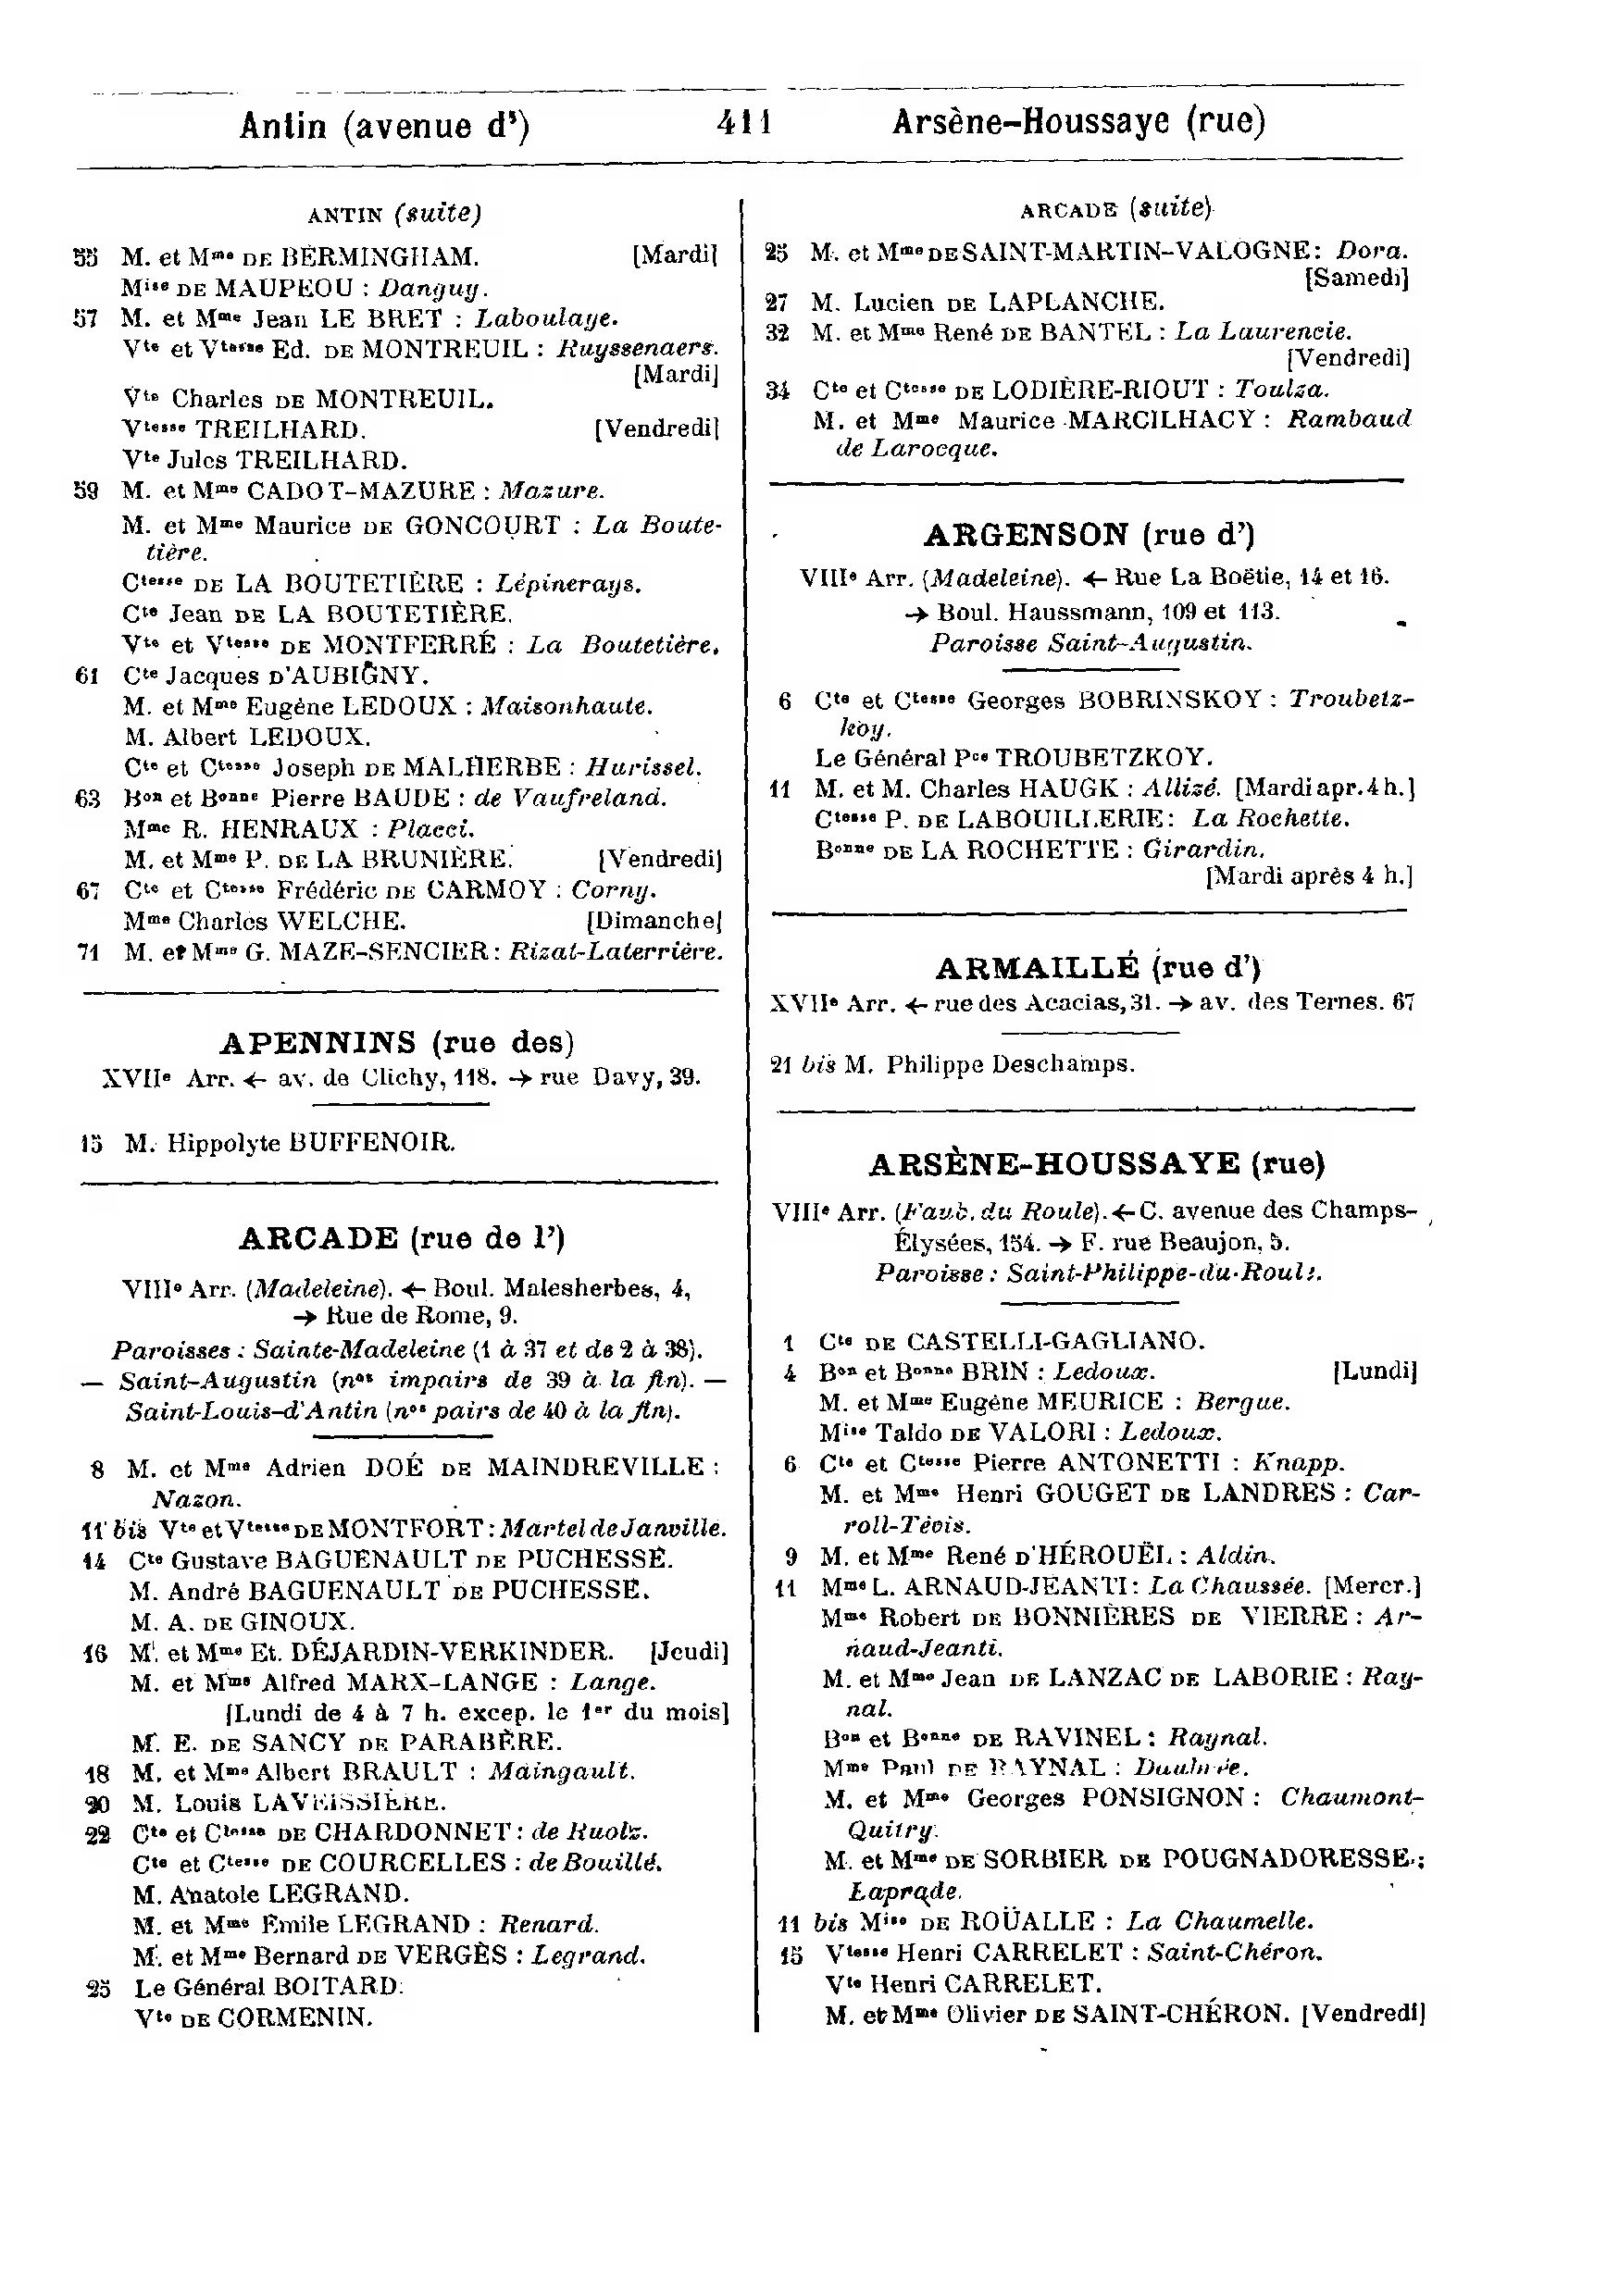 Antin (avenue d') 411 Arsène-Houssaye (rue)
ANTIN (suite)
55 M. et Mme DE BERMINGHAM. [Mardi]
Mise DE MAUPEOU : Danguy.
57 M. et Mme Jean LE BRET : Laboulaye.
Vte et Vtesse Ed. DE MONTREUIL : Ruyssenaers.
[Mardi]
Vte Charles DE MONTREUIL.
Vtesse TREILHARD. [Vendredi]
Vte Jules TREILHARD.
59 M. et Mme CADOT-MAZURE : Mazure.
M. et Mme Maurice DE GONCOURT : La Boute-
tière.
Ctesse DE LA BOUTETIÈRE : Lépinerays.
Cte Jean DE LA BOUTETIÈRE.
Vte et Vtesse DE MONTFERRÉ : La Boutetière.
61 Cte Jacques D'AUBIGNY.
M. et Mme Eugène LEDOUX : Maisonhaute.
M. Albert LEDOUX.
Cte et Ctesse Joseph DE MALHERBE : Hurissel.
63 Bon et Bonne Pierre BAUDE : de Vaufreland.
Mme R. HENRAUX : Placci.
M. et Mme P. DE LA BRUNIÈRE. [Vendredi]
67 Cte et Ctesse Frédéric DE CARMOY : Corny.
Mme Charles WELCHE. [Dimanche]
71 M. et Mme G. MAZE-SENCIER : Rizat-Laterrière.
APENNINS (rue des)
XVIIe Arr. ← av. de Clichy, 118. → rue Davy, 39.
15 M. Hippolyte BUFFENOIR.
ARCADE (rue de l')
VIIIe Arr. (Madeleine). ← Boul. Malesherbes, 4,
→ Rue de Rome, 9.
Paroisses : Sainte-Madeleine (1 à 37 et de 2 à 38).
— Saint-Augustin (nos impairs de 39 à la fin). —
Saint-Louis-d'Antin (nos pairs de 40 à la fin).
8 M. et Mme Adrien DOÉ DE MAINDREVILLE :
Nazon.
11 bis Vte et Vtesse DE MONTFORT : Martel de Janville.
14 Cte Gustave BAGUENAULT DE PUCHESSE.
M. André BAGUENAULT DE PUCHESSE.
M. A. DE GINOUX.
16 M. et Mme Et. DÉJARDIN-VERKINDER. [Jeudi]
M. et Mme Alfred MARX-LANGE : Lange.
[Lundi de 4 à 7 h. excep. le 1er du mois]
M. E. DE SANCY DE PARABÈRE.
18 M. et Mme Albert BRAULT : Maingault.
20 M. Louis LAVEISSIÈRE.
22 Cte et Ctesse DE CHARDONNET : de Ruolz.
Cte et Ctesse DE COURCELLES : de Bouillé.
M. Anatole LEGRAND.
M. et Mme Émile LEGRAND : Renard.
M. et Mme Bernard DE VERGÈS : Legrand.
25 Le Général BOITARD.
Vte DE CORMENIN.
ARCADE (suite)
25 M. et Mme DE SAINT-MARTIN-VALOGNE : Dora.
[Samedi]
27 M. Lucien DE LAPLANCHE.
32 M. et Mme René DE BANTEL : La Laurencie.
[Vendredi]
34 Cte et Ctesse DE LODIÈRE-RIOUT : Toulza.
M. et Mme Maurice MARCILHACY : Rambaud
de Larocque.
ARGENSON (rue d')
VIIIe Arr. (Madeleine). ← Rue La Boëtie, 14 et 16.
→ Boul. Haussmann, 109 et 113.
Paroisse Saint-Augustin.
6 Cte et Ctesse Georges BOBRINSKOY : Troubetz-
koy.
Le Général Pce TROUBETZKOY.
11 M. et M. Charles HAUGK : Allizé. [Mardi apr. 4 h.]
Ctesse P. DE LABOUILLERIE : La Rochette.
Bonne DE LA ROCHETTE : Girardin.
[Mardi après 4 h.]
ARMAILLÉ (rue d')
XVIIe Arr. ← rue des Acacias, 31. → av. des Ternes. 67
21 bis M. Philippe Deschamps.
ARSÈNE-HOUSSAYE (rue)
VIIIe Arr. (Faub. du Roule). ← C. avenue des Champs-
Élysées, 154. → F. rue Beaujon, 5.
Paroisse : Saint-Philippe-du-Roule.
1 Cte DE CASTELLI-GAGLIANO.
4 Bon et Bonne BRIN : Ledoux. [Lundi]
M. et Mme Eugène MEURICE : Bergue.
Mise Taldo DE VALORI : Ledoux.
6 Cte et Ctesse Pierre ANTONETTI : Knapp.
M. et Mme Henri GOUGET DE LANDRES : Car-
roll-Tévis.
9 M. et Mme René D'HÉROUËL : Aldin.
11 Mme L. ARNAUD-JEANTI : La Chaussée. [Mercr.]
Mme Robert DE BONNIÈRES DE VIERRE : Ar-
naud-Jeanti.
M. et Mme Jean DE LANZAC DE LABORIE : Ray-
nal.
Bon et Bonne DE RAVINEL : Raynal.
Mme Paul DE RAYNAL :
M. et Mme Georges PONSIGNON : Chaumont-
Quitry.
M. et Mme DE SORBIER DE POUGNADORESSE :
Laprade.
11 bis Mise DE ROÜALLE : La Chaumelle.
15 Vtesse Henri CARRELET : Saint-Chéron.
Vte Henri CARRELET.
M. et Mme Olivier DE SAINT-CHÉRON. [Vendredi]